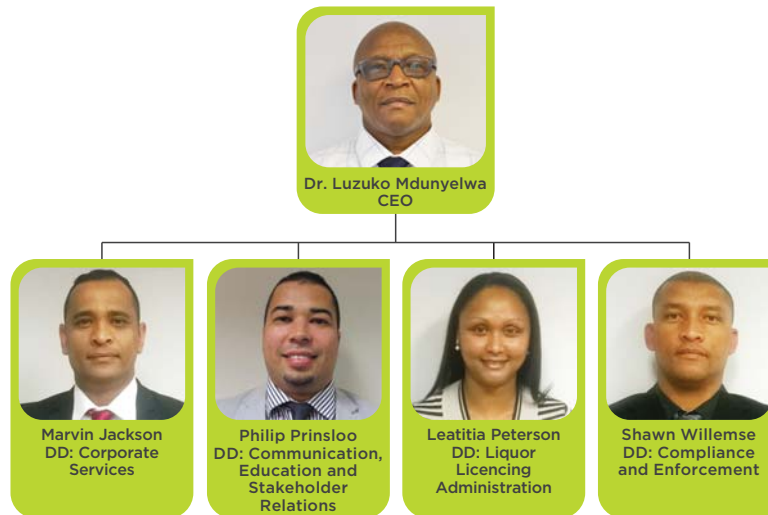 Dr. Luzuko Mdunyelwa
CEO
Marvin Jackson
DD: Corporate
Services
Philip Prinsloo
DD: Communication,
Education and
Stakeholder
Relations
Leatitia Peterson
DD: Liquor
Licencing
Administration
Shawn Willemse
DD: Compliance
and Enforcement